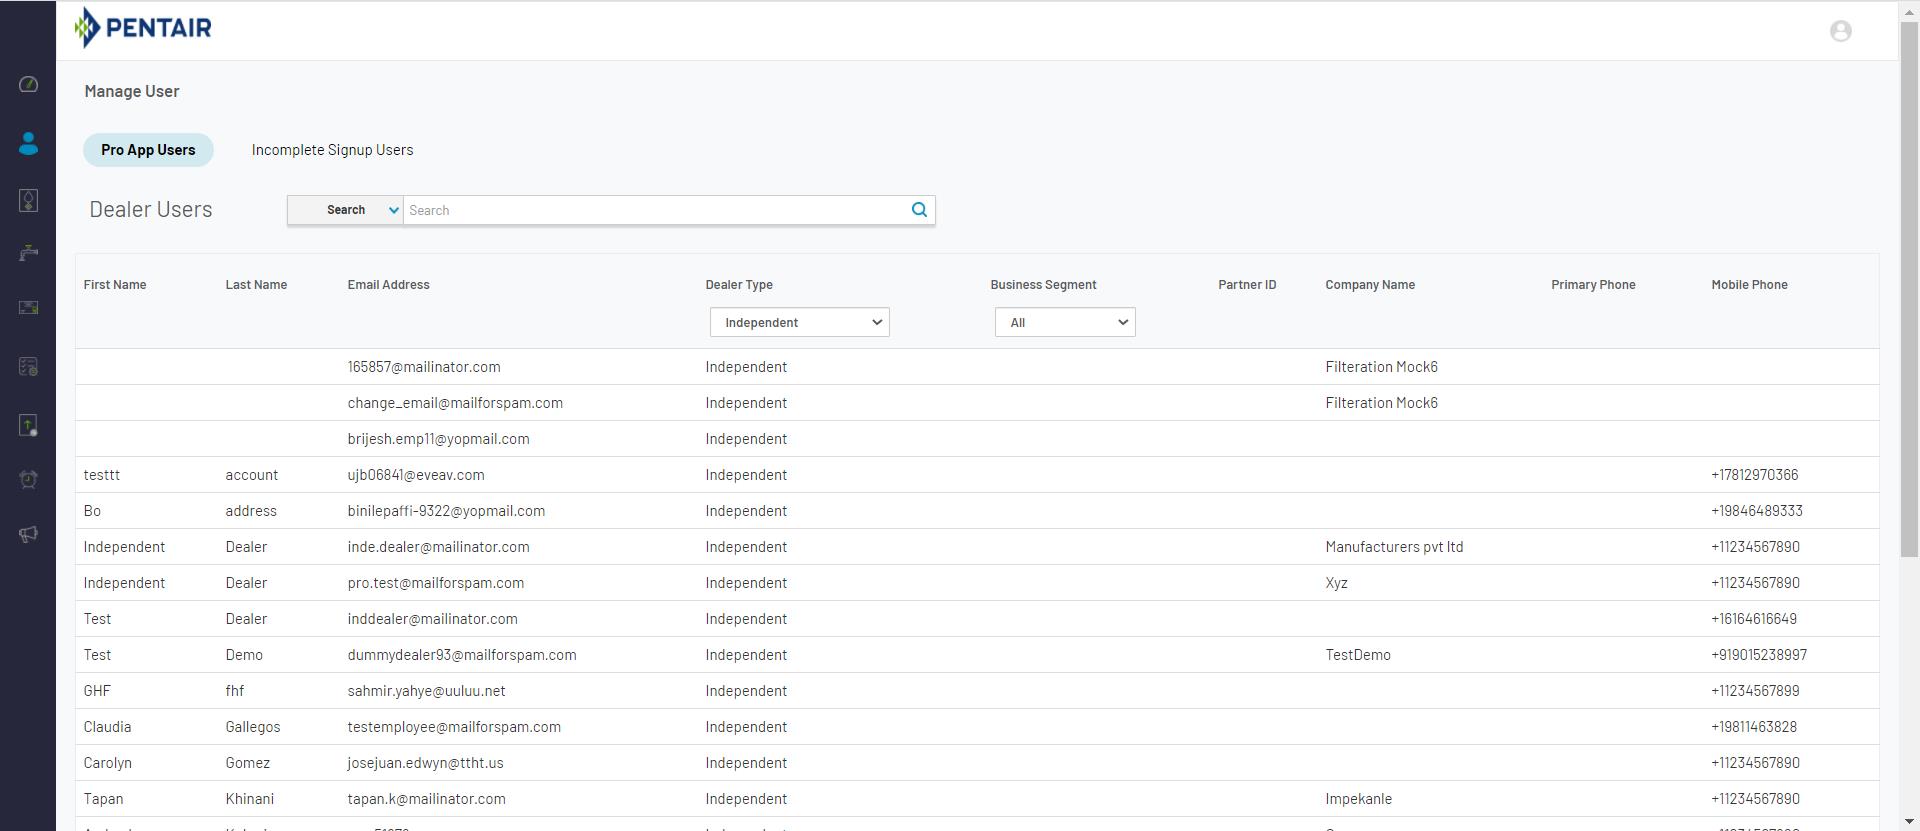 PENTAIR
Manage User
Pro App Users Incomplete Signup Users
Dealer Users Search Search
First Name Last Name Email Address Dealer Type Business Segment Partner ID Company Name Primary Phone Mobile Phone
Independent All
165857@mailinator.com Independent Filteration Mock6
change_email@mailforspam.com Independent Filteration Mock6
brijesh.emp11@yopmail.com Independent
testtt account ujb06841@eveav.com Independent +17812970366
Bo address binilepaffi-9322@yopmail.com Independent +19846489333
Independent Dealer inde.dealer@mailinator.com Independent Manufacturers pvt ltd +11234567890
Independent Dealer pro.test@mailforspam.com Independent Xyz +11234567890
Test Dealer inddealer@mailinator.com Independent +16164616649
Test Demo dummydealer93@mailforspam.com Independent TestDemo +919015238997
GHF fhf sahmir.yahye@uuluu.net Independent +11234567899
Claudia Gallegos testemployee@mailforspam.com Independent +19811463828
Carolyn Gomez josejuan.edwyn@ttht.us Independent +11234567890
Tapan Khinani tapan.k@mailinator.com Independent Impekanle +11234567890